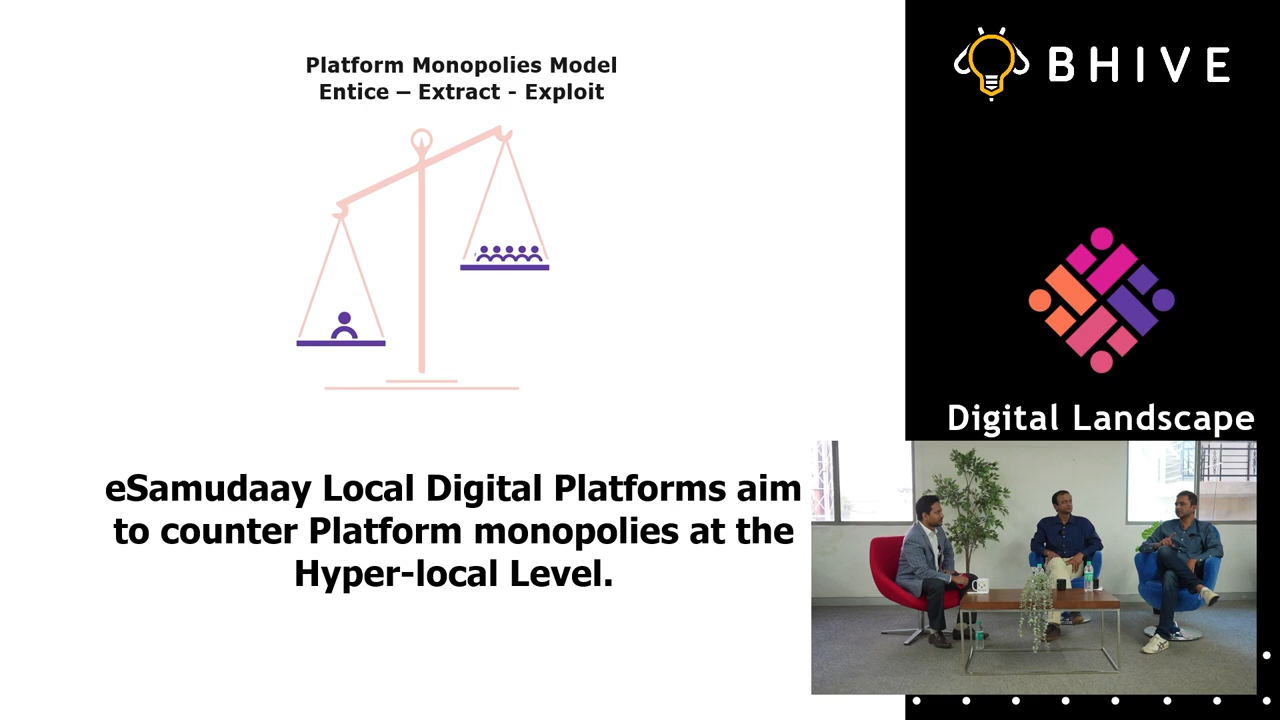 Platform Monopolies Model
Entice – Extract - Exploit
eSamudaay Local Digital Platforms aim
to counter Platform monopolies at the
Hyper-local Level.
BHIVE
Digital Landscape